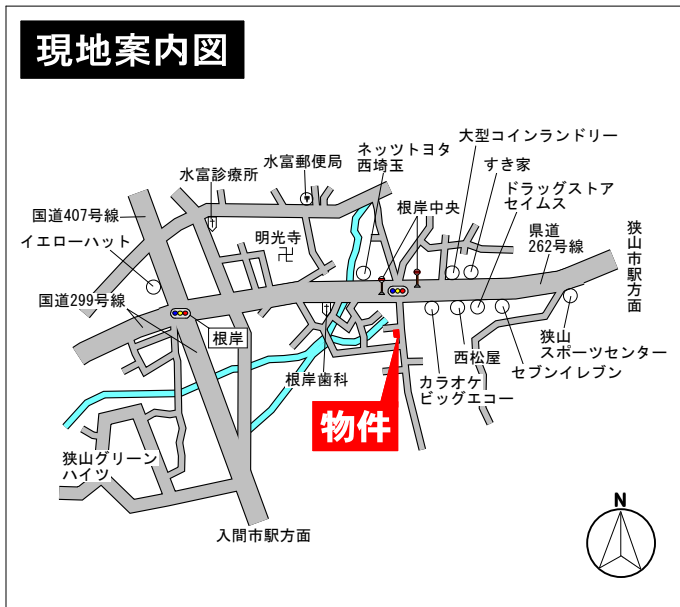 現地案内図
大型コインランドリー
ネッツトヨタ
西埼玉
すき家
水富郵便局
水富診療所
ドラッグストア
セイムス
国道407号線
根岸中央
県道
262号線
狭山市駅方面
イエローハット
明光寺
国道299号線
根岸
狭山
スポーツセンター
西松屋
セブンイレブン
根岸歯科
カラオケ
ビッグエコー
物件
狭山グリーン
ハイツ
入間市駅方面
N